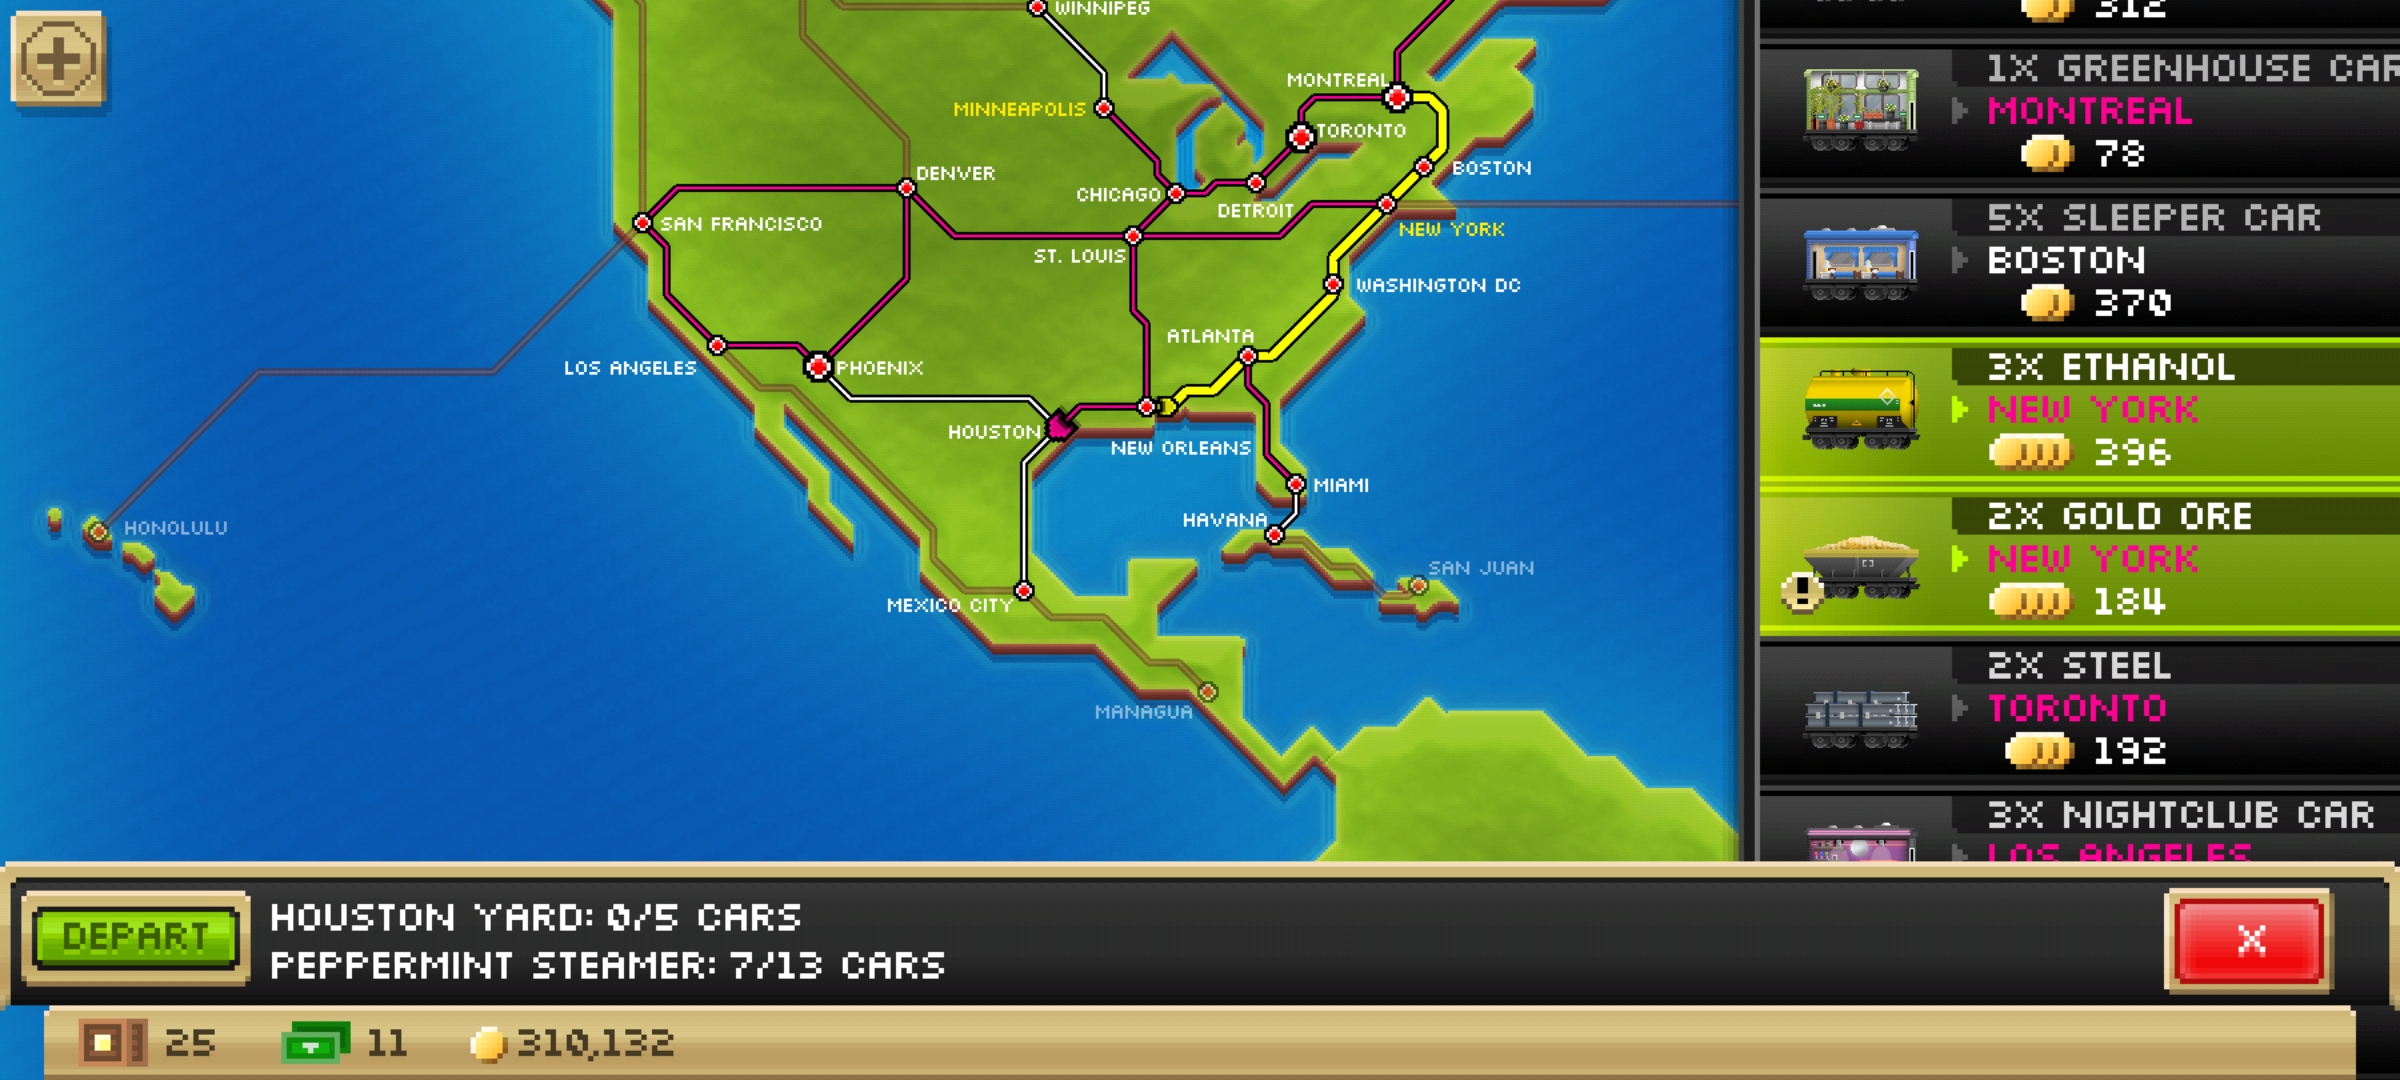 WINNIPEG
MONTREAL
MINNEAPOLIS
TORONTO
BOSTON
DENVER
CHICAGO
DETROIT
SAN FRANCISCO
NEW YORK
ST. LOUIS
WASHINGTON DC
ATLANTA
LOS ANGELES
PHOENIX
HOUSTON
NEW ORLEANS
MIAMI
HAVANA
HONOLULU
SAN JUAN
MEXICO CITY
MANAGUA
312
1X GREENHOUSE CAR
MONTREAL
78
5X SLEEPER CAR
BOSTON
370
3X ETHANOL
NEW YORK
396
2X GOLD ORE
NEW YORK
184
2X STEEL
TORONTO
192
3X NIGHTCLUB CAR
LOS ANGELES
DEPART
HOUSTON YARD: 0/5 CARS
PEPPERMINT STEAMER: 7/13 CARS
X
25
11
310,132